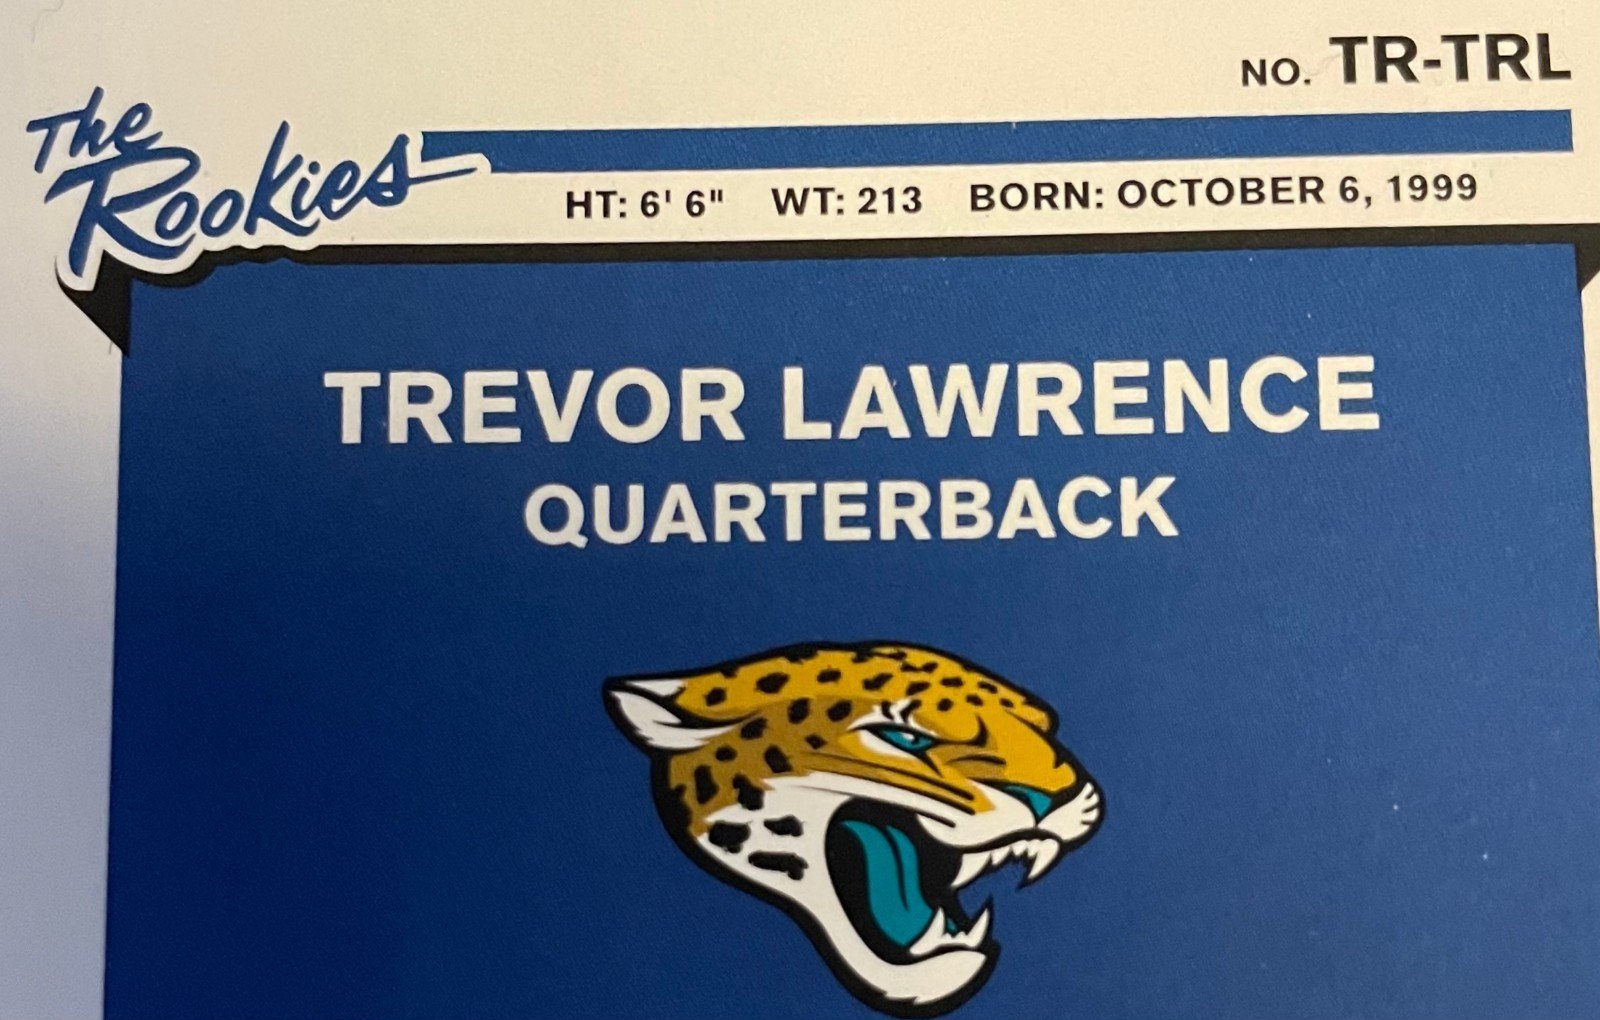 NO. TR-TRL
The
Rookies
HT: 6' 6" WT: 213 BORN: OCTOBER 6, 1999
TREVOR LAWRENCE
QUARTERBACK